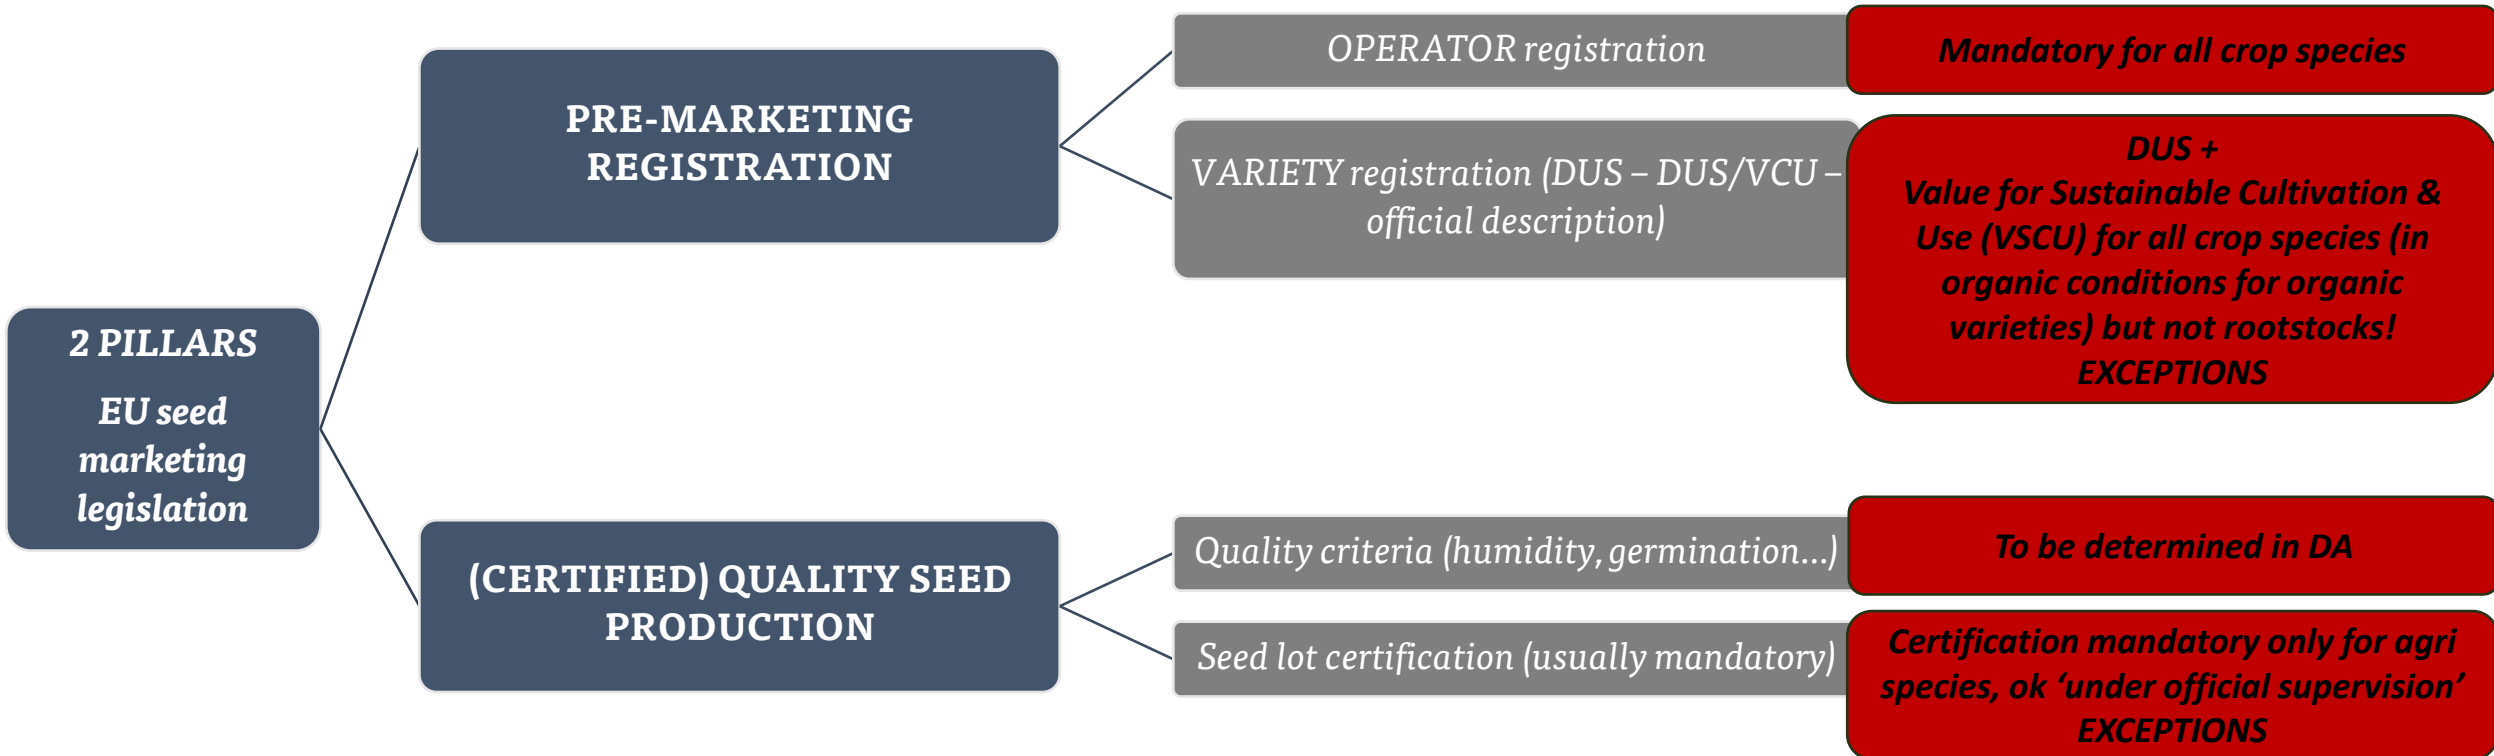 2 PILLARS
EU seed
marketing
legislation
PRE-MARKETING
REGISTRATION
OPERATOR registration
Mandatory for all crop species
VARIETY registration (DUS – DUS/VCU –
official description)
DUS +
Value for Sustainable Cultivation &
Use (VSCU) for all crop species (in
organic conditions for organic
varieties) but not rootstocks!
EXCEPTIONS
(CERTIFIED) QUALITY SEED
PRODUCTION
Quality criteria (humidity, germination...)
To be determined in DA
Seed lot certification (usually mandatory)
Certification mandatory only for agri
species, ok ‘under official supervision’
EXCEPTIONS